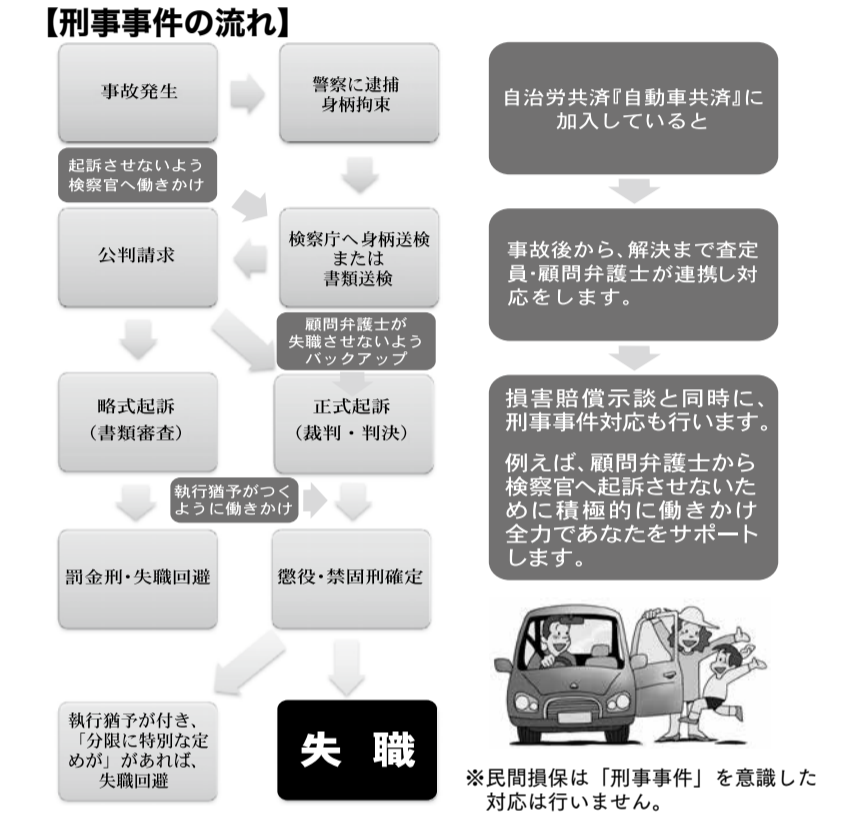 【刑事事件の流れ】
事故発生
警察に逮捕
身柄拘束
起訴させないよう
検察官へ働きかけ
公判請求
検察庁へ身柄送検
または
書類送検
顧問弁護士が
失職させないよう
バックアップ
略式起訴
（書類審査）
正式起訴
（裁判・判決）
執行猶予がつく
ように働きかけ
罰金刑・失職回避
懲役・禁固刑確定
執行猶予が付き、
「分限に特別な定
めが」があれば、
失職回避
失職
自治労共済『自動車共済』に
加入していると
事故後から、解決まで査定
員・顧問弁護士が連携し対
応をします。
損害賠償示談と同時に、
刑事事件対応も行います。
例えば、顧問弁護士から
検察官へ起訴させないた
めに積極的に働きかけ
全力であなたをサポート
します。
※民間損保は「刑事事件」を意識した
対応は行いません。